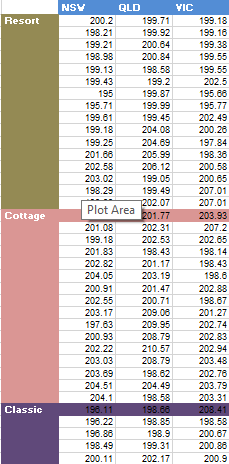 NSW QLD VIC
Resort 200.2 199.71 199.18
198.21 199.92 199.16
199.21 200.64 199.38
198.98 199.84 199.55
199.13 198.58 199.55
199.43 199.2 202.5
195 199.87 195.66
195.71 199.99 195.77
199.61 199.45 202.49
199.18 204.08 200.26
199.25 204.69 197.84
201.66 205.99 198.36
202.58 206.12 200.58
203.02 199.05 200.65
198.29 199.49 207.01
202.07 207.01
Cottage 201.77 203.93
Plot Area
201.08 202.31 207.2
199.18 202.53 202.65
201.83 198.43 198.14
202.82 201.17 198.43
204.05 203.19 198.6
200.91 201.47 202.88
202.55 200.71 198.67
203.17 209.06 201.27
197.63 209.95 202.74
200.93 208.79 202.83
202.22 210.57 202.94
203.03 208.79 203.48
203.69 198.62 202.76
204.51 204.49 203.79
204.1 198.58 203.31
Classic 196.11 198.66 208.41
196.22 198.85 198.58
196.86 198.9 200.67
198.49 199.31 200.86
200.11 202.17 200.9